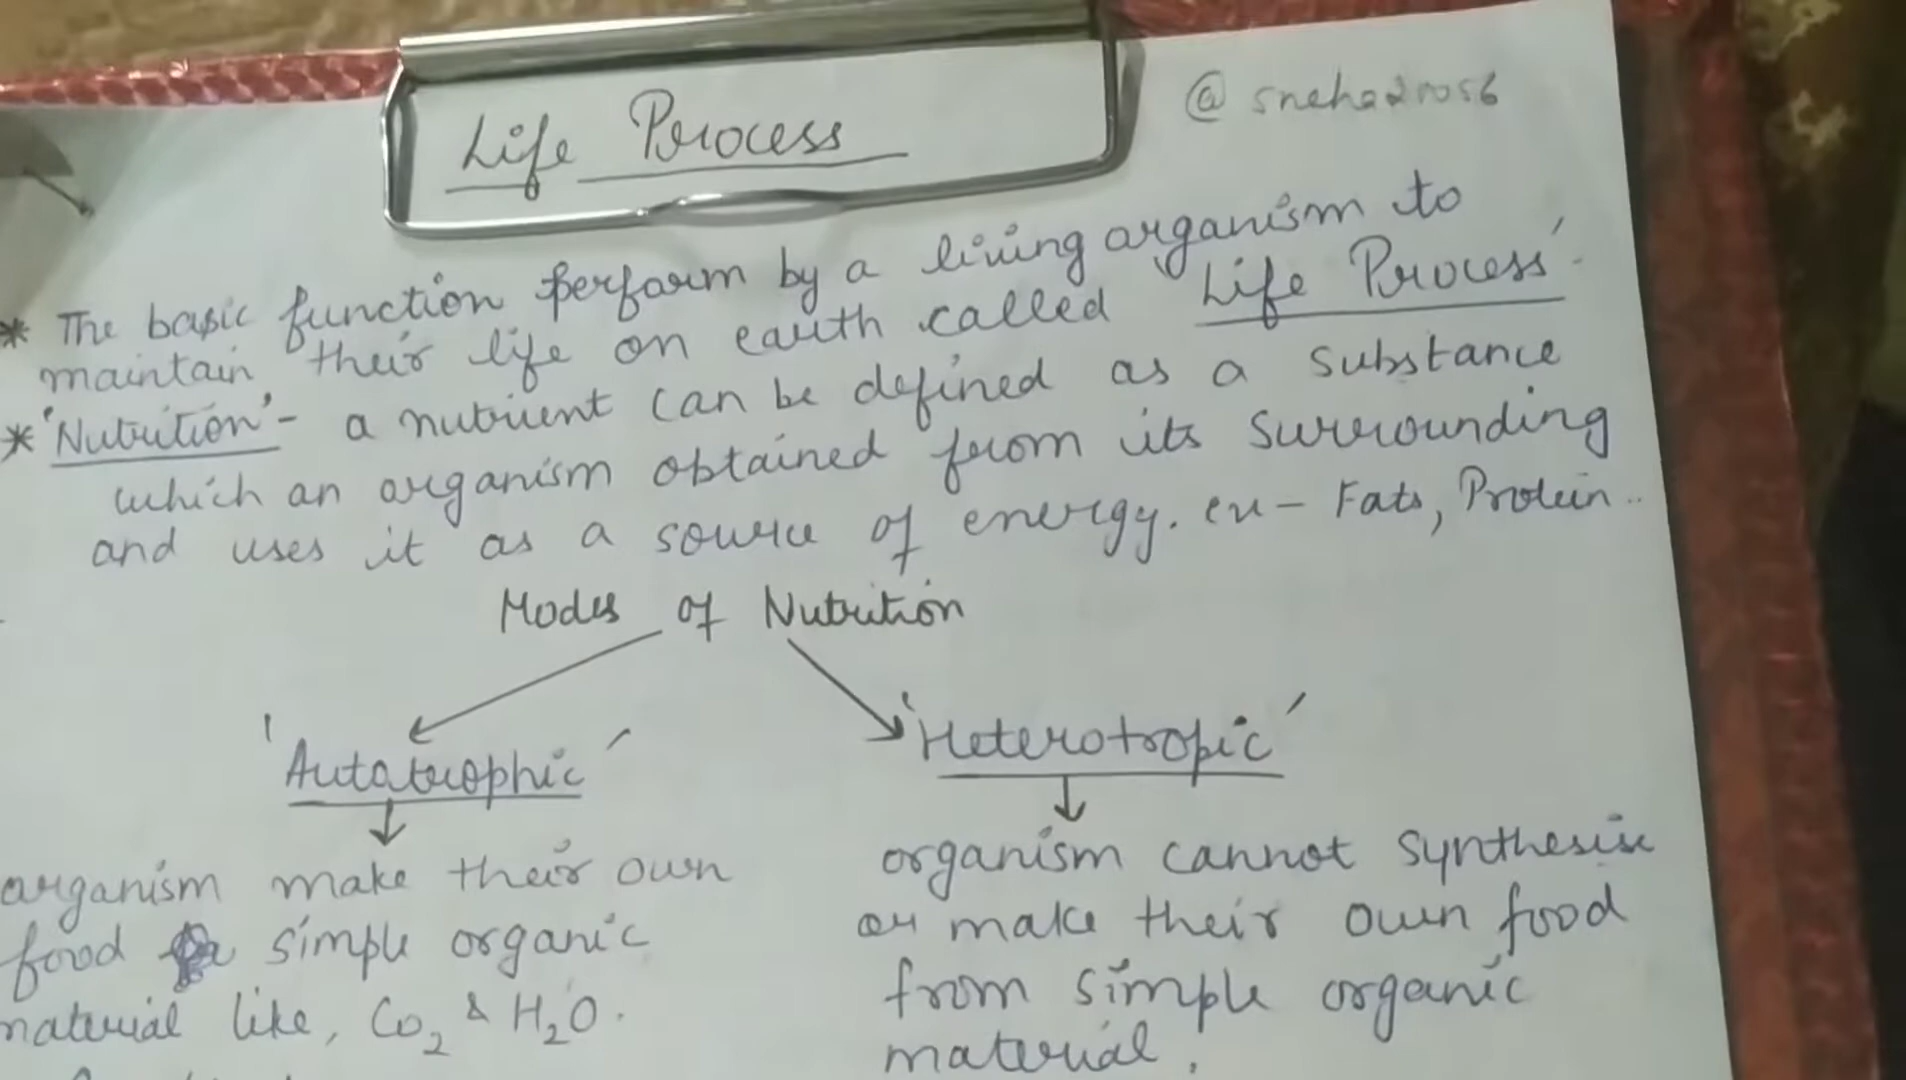 Life Process
@ sneha21056
* The basic function perform by a living organism to
maintain their life on earth called 'Life Process'.
* 'Nutrition' - a nutrient can be defined as a substance
which an organism obtained from its surrounding
and uses it as a source of energy. ex - Fats, Protein..
Modes of Nutrition
'Autotrophic'
'Heterotropic'
organism make their own
food simple organic
material like, Co2 & H2O.
organism cannot synthesise
or make their own food
from simple organic
material.